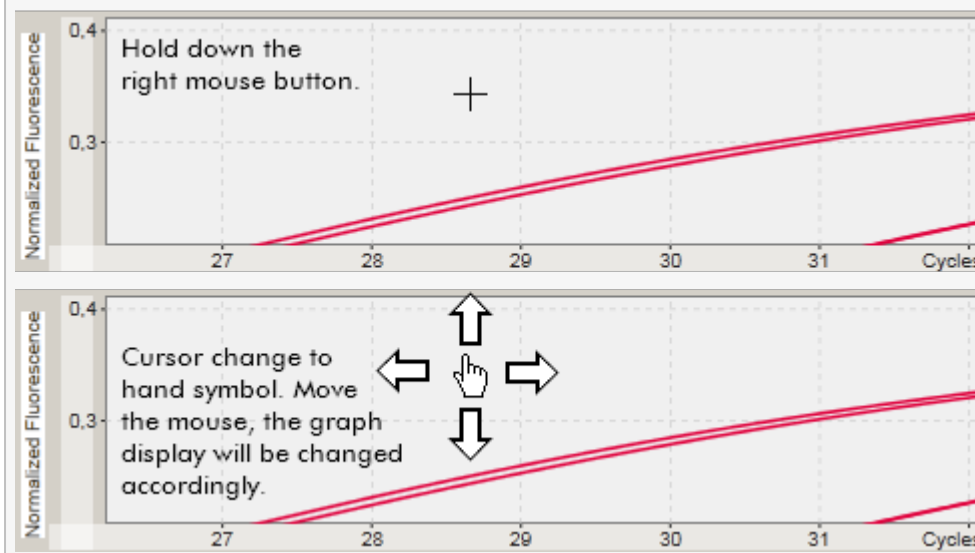 0,4
Hold down the
right mouse button.
0,3
Normalized Fluorescence
27 28 29 30 31 Cycles
0,4
Cursor change to
hand symbol. Move
the mouse, the graph
display will be changed
accordingly.
0,3
Normalized Fluorescence
27 28 29 30 31 Cycles